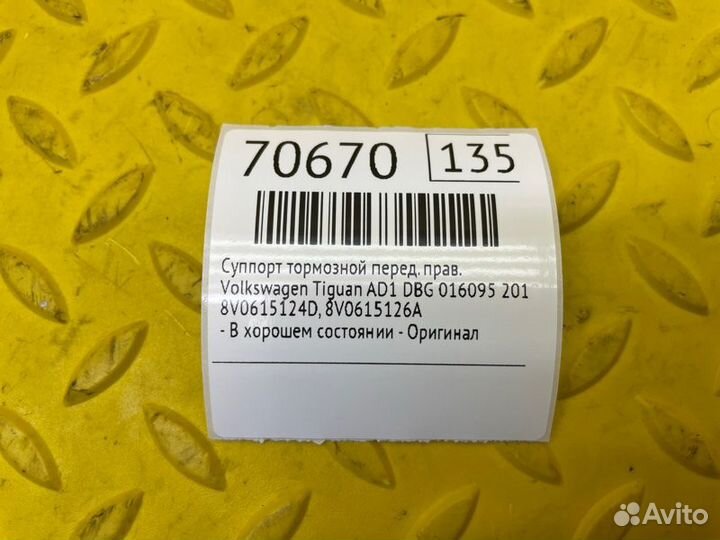 70670 135
Суппорт тормозной перед. прав.
Volkswagen Tiguan AD1 DBG 016095 201
8V0615124D, 8V0615126A
- В хорошем состоянии - Оригинал
Avito